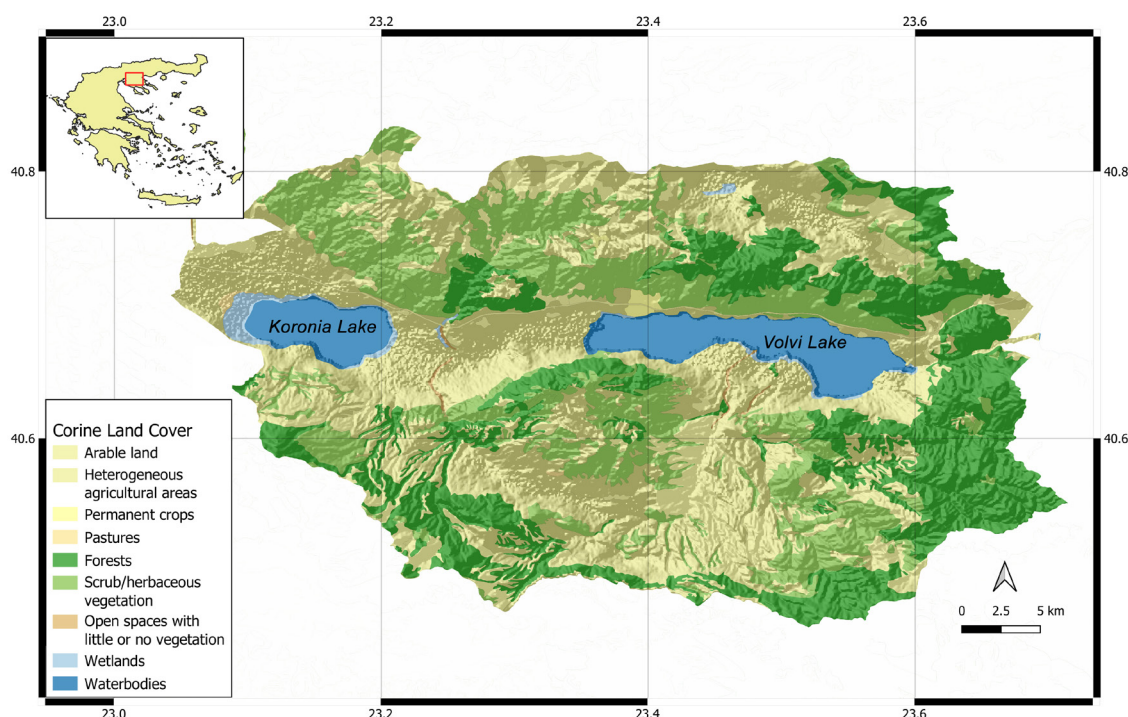 23.0 23.2 23.4 23.6
40.8 40.8
Koronia Lake
Volvi Lake
40.6 40.6
Corine Land Cover
Arable land
Heterogeneous
agricultural areas
Permanent crops
Pastures
Forests
Scrub/herbaceous
vegetation
Open spaces with
little or no vegetation
Wetlands
Waterbodies
0 2.5 5 km
23.0 23.2 23.4 23.6